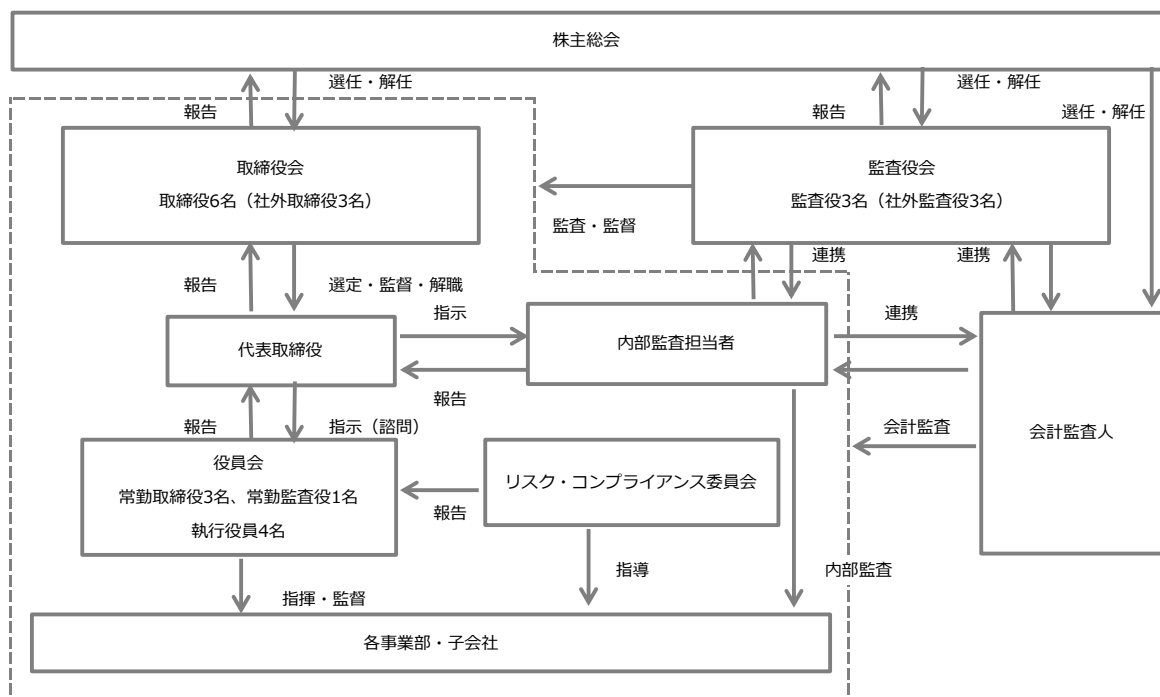 株主総会
選任・解任
選任・解任
報告
報告
選任・解任
取締役会
取締役6名（社外取締役3名）
監査役会
監査役3名（社外監査役3名）
監査・監督
報告
選定・監督・解職
連携
連携
指示
連携
代表取締役
内部監査担当者
報告
報告
指示（諮問）
会計監査
会計監査人
役員会
常勤取締役3名、常勤監査役1名
執行役員4名
リスク・コンプライアンス委員会
報告
指導
内部監査
指揮・監督
各事業部・子会社